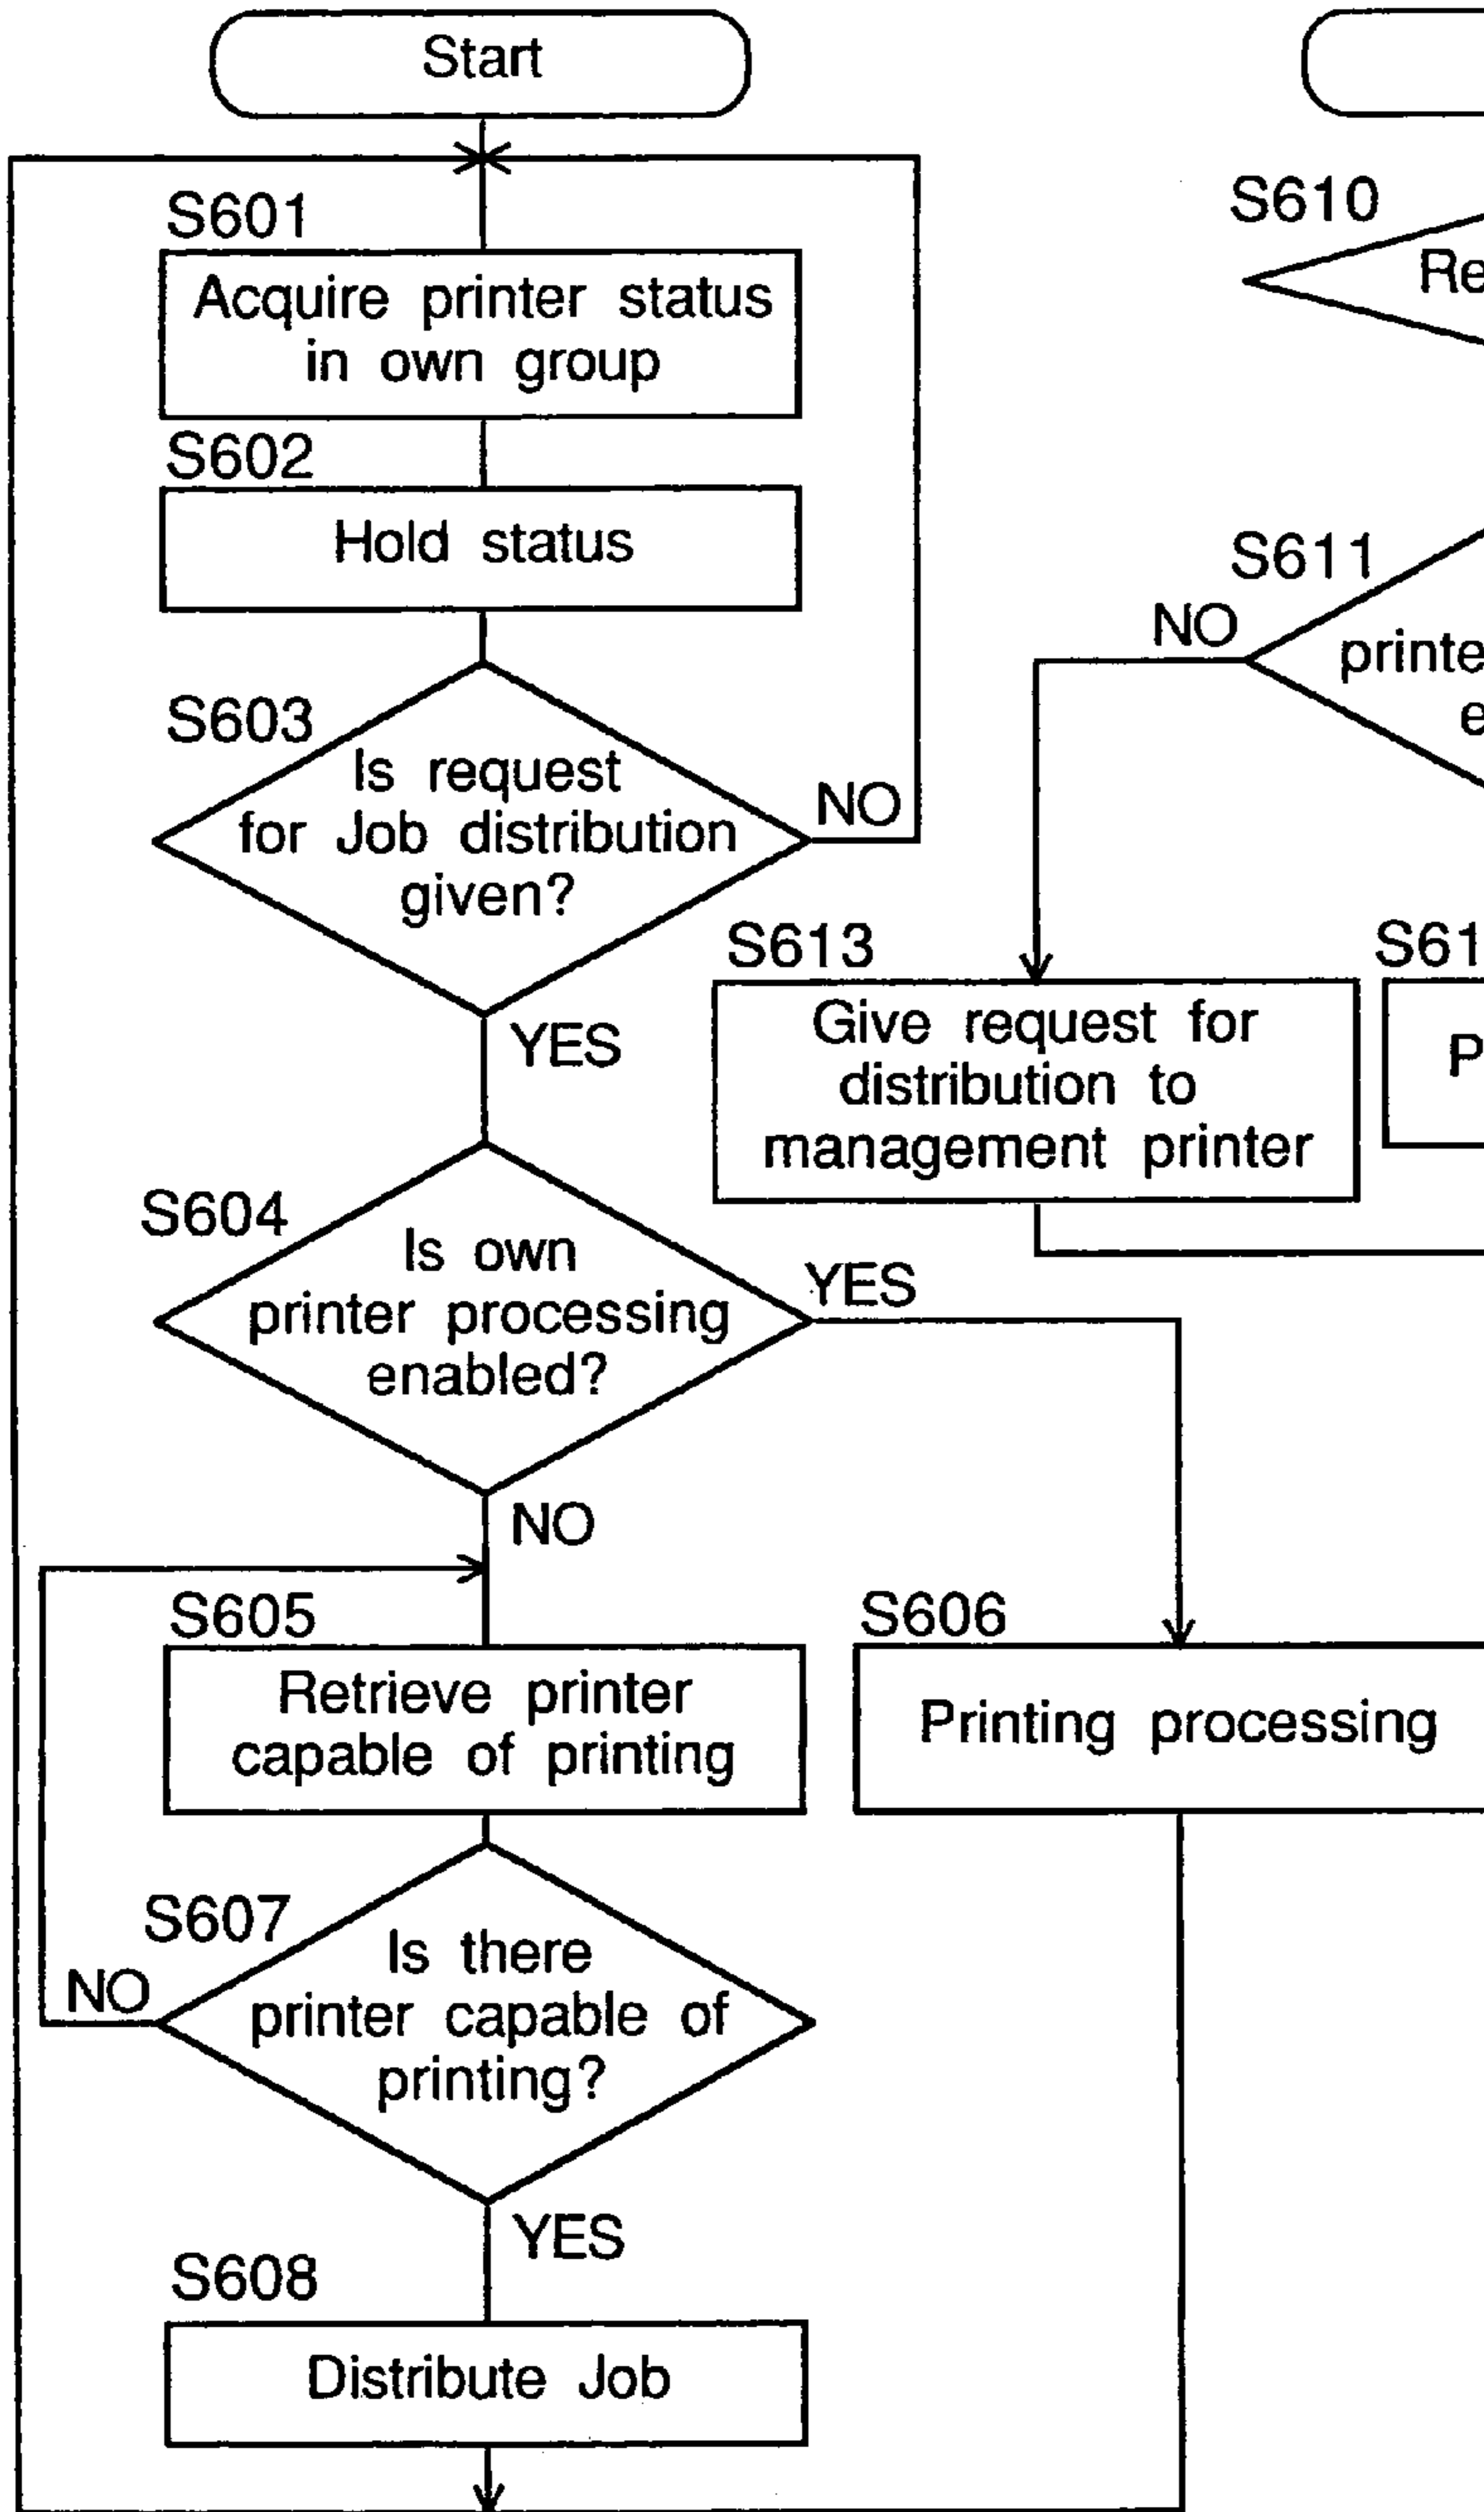 Start
S601
Acquire printer status
in own group
S602
Hold status
S603
Is request
for Job distribution
given?
NO
YES
S604
Is own
printer processing
enabled?
YES
NO
S605
Retrieve printer
capable of printing
S606
Printing processing
S607
Is there
printer capable of
printing?
NO
YES
S608
Distribute Job
S610
S611
NO
S613
Give request for
distribution to
management printer